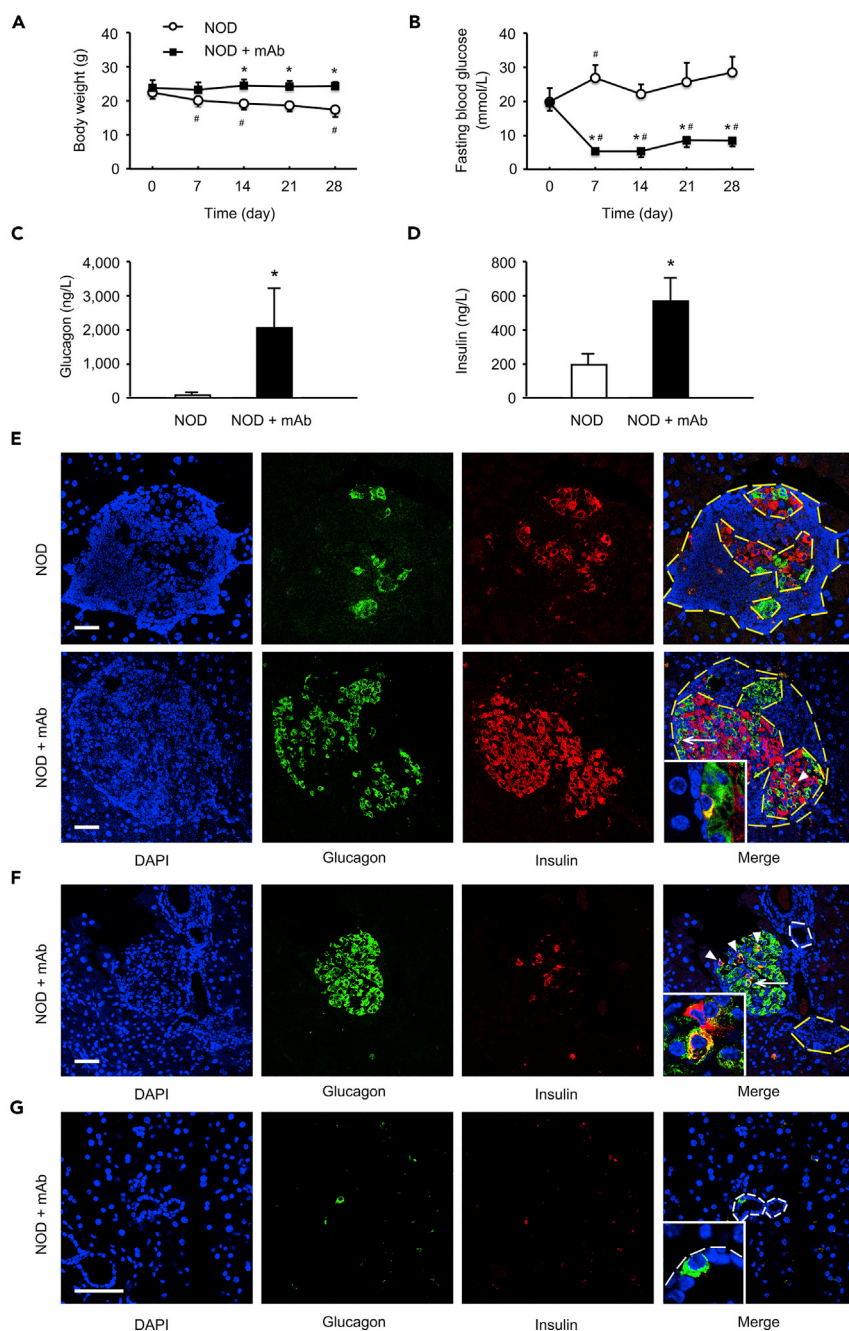 A
NOD
NOD + mAb
Body weight (g)
40
30
20
10
0
* * *
# # #
0 7 14 21 28
Time (day)
B
Fasting blood glucose
(mmol/L)
40
30
20
10
0
#
*# *# *# *#
0 7 14 21 28
Time (day)
C
Glucagon (ng/L)
4,000
3,000
2,000
1,000
0
*
NOD NOD + mAb
D
Insulin (ng/L)
800
600
400
200
0
*
NOD NOD + mAb
E
NOD
NOD + mAb
DAPI Glucagon Insulin Merge
F
NOD + mAb
DAPI Glucagon Insulin Merge
G
NOD + mAb
DAPI Glucagon Insulin Merge